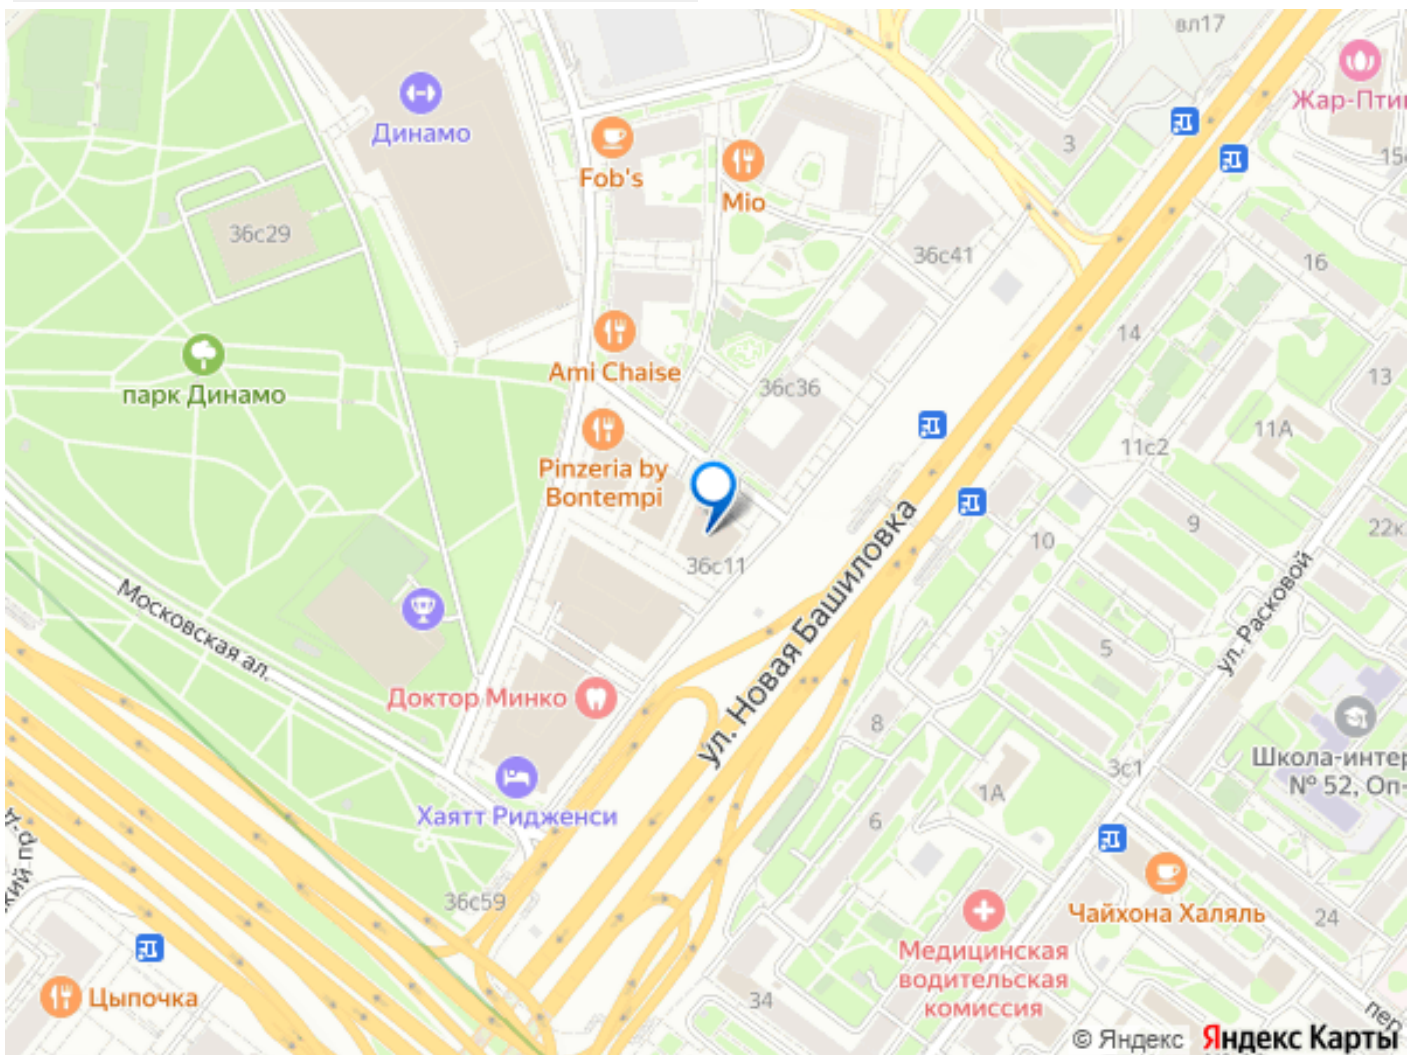 вл17
Жар-Пти
Динамо
3
15
Fob's
Mio
36с29
36с41
16
14
Ami Chaise
парк Динамо
36с36
13
11А
11с2
Pinzeria by
Bontempi
9
22к
10
36с11
ул. Новая Башиловка
Московская ал.
ул. Расковой
5
Доктор Минко
8
Школа-интер
№ 52, Оп-
3с1
1А
Хаятт Ридженси
6
кий пр-д
36с59
Чайхона Халяль
24
Медицинская
водительская
комиссия
Цыпочка
34
пер
© Яндекс Яндекс Карты